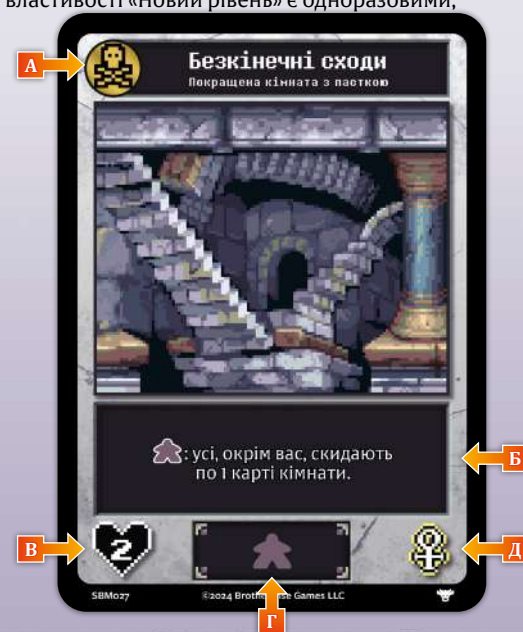 властивості «Новий рівень» є одноразовими,
А
Безкінечні сходи
Покращена кімната з пасткою
: усі, окрім вас, скидають
по 1 карті кімнати.
Б
В
2
Д
SBM027
©2024 Games LLC
Г